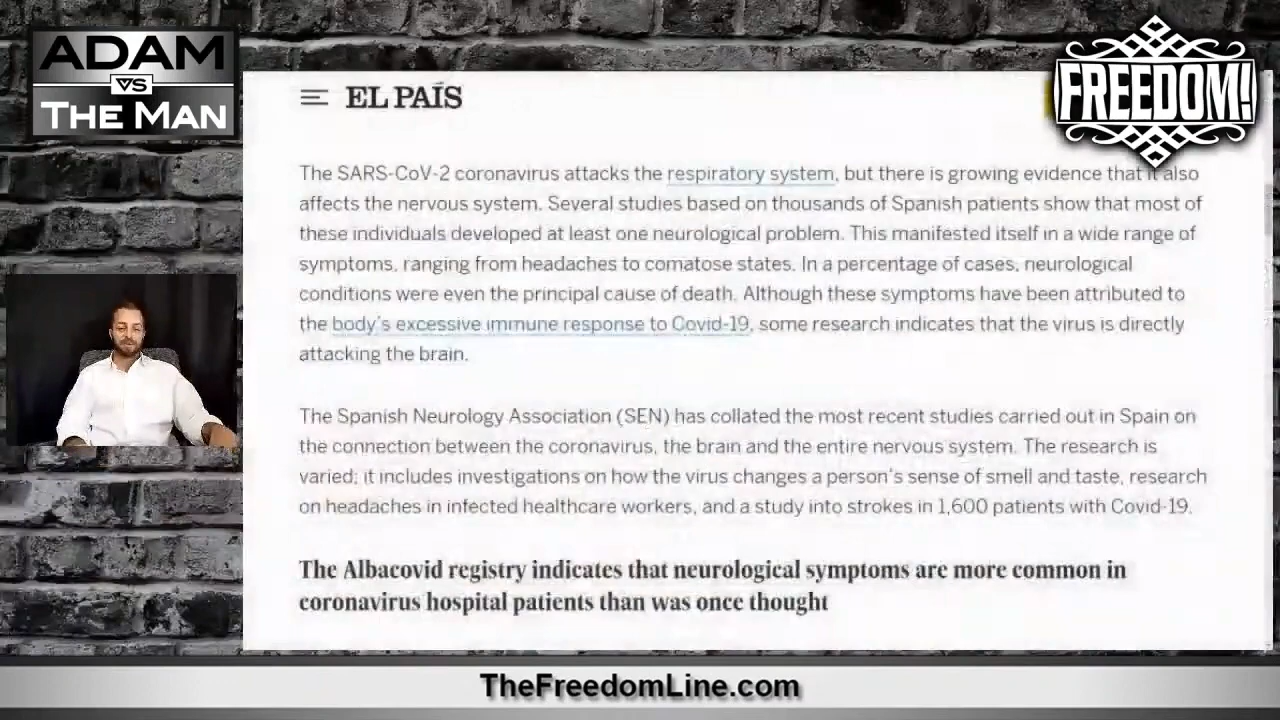 ADAM
VS
THE MAN
FREEDOM!
EL PAÍS
The SARS-CoV-2 coronavirus attacks the respiratory system, but there is growing evidence that it also
affects the nervous system. Several studies based on thousands of Spanish patients show that most of
these individuals developed at least one neurological problem. This manifested itself in a wide range of
symptoms, ranging from headaches to comatose states. In a percentage of cases, neurological
conditions were even the principal cause of death. Although these symptoms have been attributed to
the body's excessive immune response to Covid-19, some research indicates that the virus is directly
attacking the brain.
The Spanish Neurology Association (SEN) has collated the most recent studies carried out in Spain on
the connection between the coronavirus, the brain and the entire nervous system. The research is
varied; it includes investigations on how the virus changes a person's sense of smell and taste, research
on headaches in infected healthcare workers, and a study into strokes in 1,600 patients with Covid-19.
The Albacovid registry indicates that neurological symptoms are more common in
coronavirus hospital patients than was once thought
TheFreedomLine.com